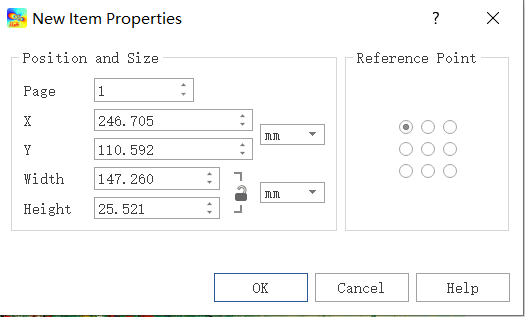 New Item Properties
?
Position and Size
Reference Point
Page 1
X 246.705
mm
Y 110.592
Width 147.260
mm
Height 25.521
OK
Cancel
Help